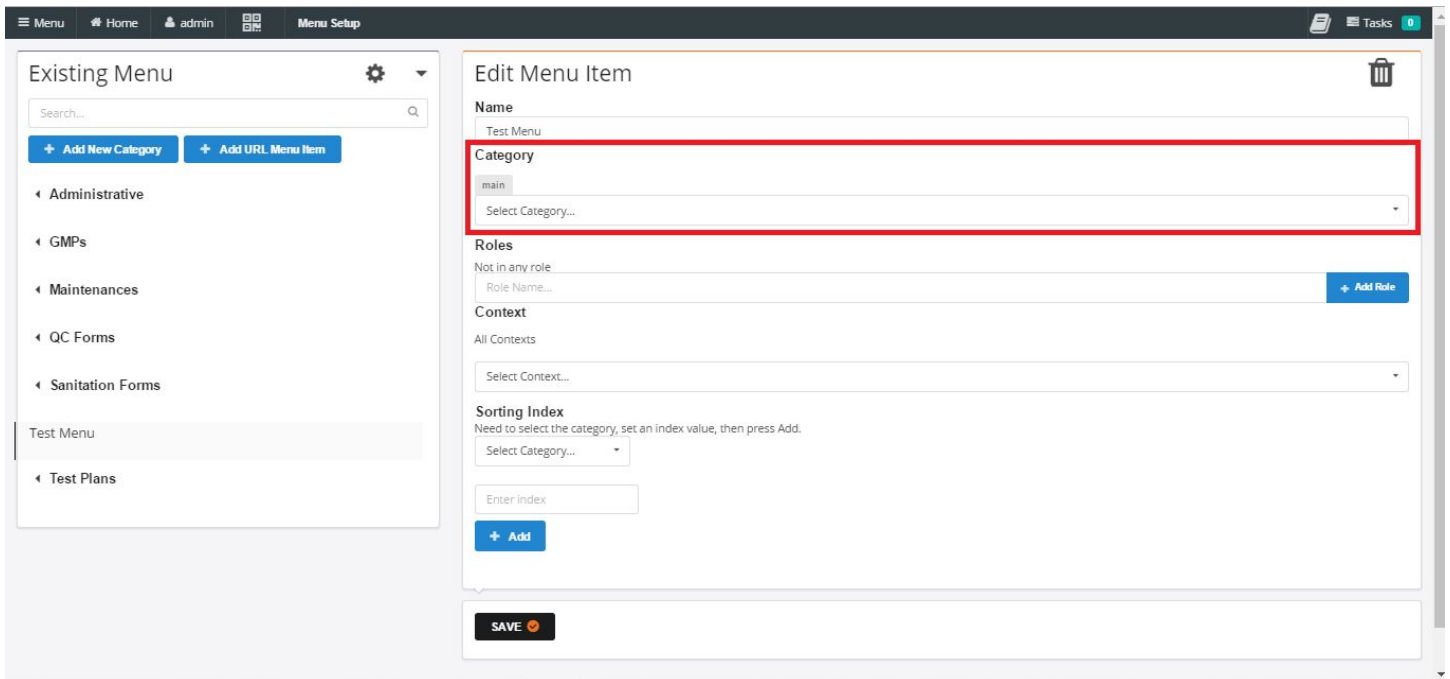 Menu Home admin Menu Setup Tasks 0
Existing Menu
Search...
+ Add New Category + Add URL Menu Item
Administrative
GMPs
Maintenances
QC Forms
Sanitation Forms
Test Menu
Test Plans
Edit Menu Item
Name
Test Menu
Category
main
Select Category...
Roles
Not in any role
Role Name... + Add Role
Context
All Contexts
Select Context...
Sorting Index
Need to select the category, set an index value, then press Add.
Select Category...
Enter index
+ Add
SAVE